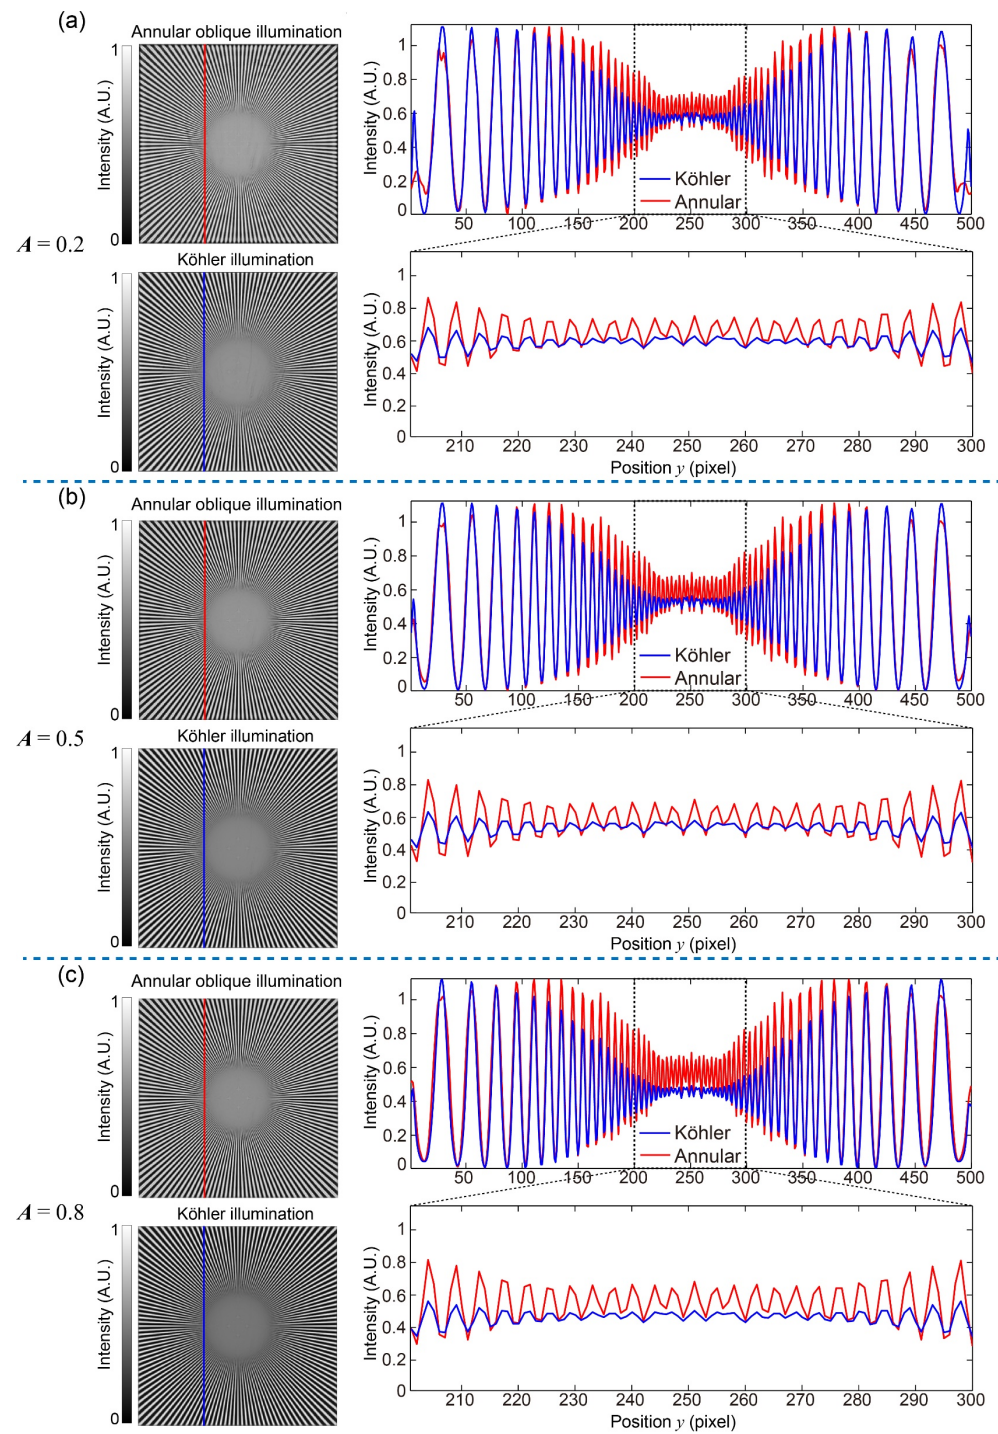 (a)
Annular oblique illumination
1
Intensity (A.U.)
0
A = 0.2
Köhler illumination
1
Intensity (A.U.)
0
Intensity (A.U.)
1
0.8
0.6
0.4
0.2
0
Köhler
Annular
50 100 150 200 250 300 350 400 450 500
Intensity (A.U.)
1
0.8
0.6
0.4
0.2
0
210 220 230 240 250 260 270 280 290 300
Position y (pixel)
(b)
Annular oblique illumination
1
Intensity (A.U.)
0
A = 0.5
Köhler illumination
1
Intensity (A.U.)
0
Intensity (A.U.)
1
0.8
0.6
0.4
0.2
0
Köhler
Annular
50 100 150 200 250 300 350 400 450 500
Intensity (A.U.)
1
0.8
0.6
0.4
0.2
0
210 220 230 240 250 260 270 280 290 300
Position y (pixel)
(c)
Annular oblique illumination
1
Intensity (A.U.)
0
A = 0.8
Köhler illumination
1
Intensity (A.U.)
0
Intensity (A.U.)
1
0.8
0.6
0.4
0.2
0
Köhler
Annular
50 100 150 200 250 300 350 400 450 500
Intensity (A.U.)
1
0.8
0.6
0.4
0.2
0
210 220 230 240 250 260 270 280 290 300
Position y (pixel)